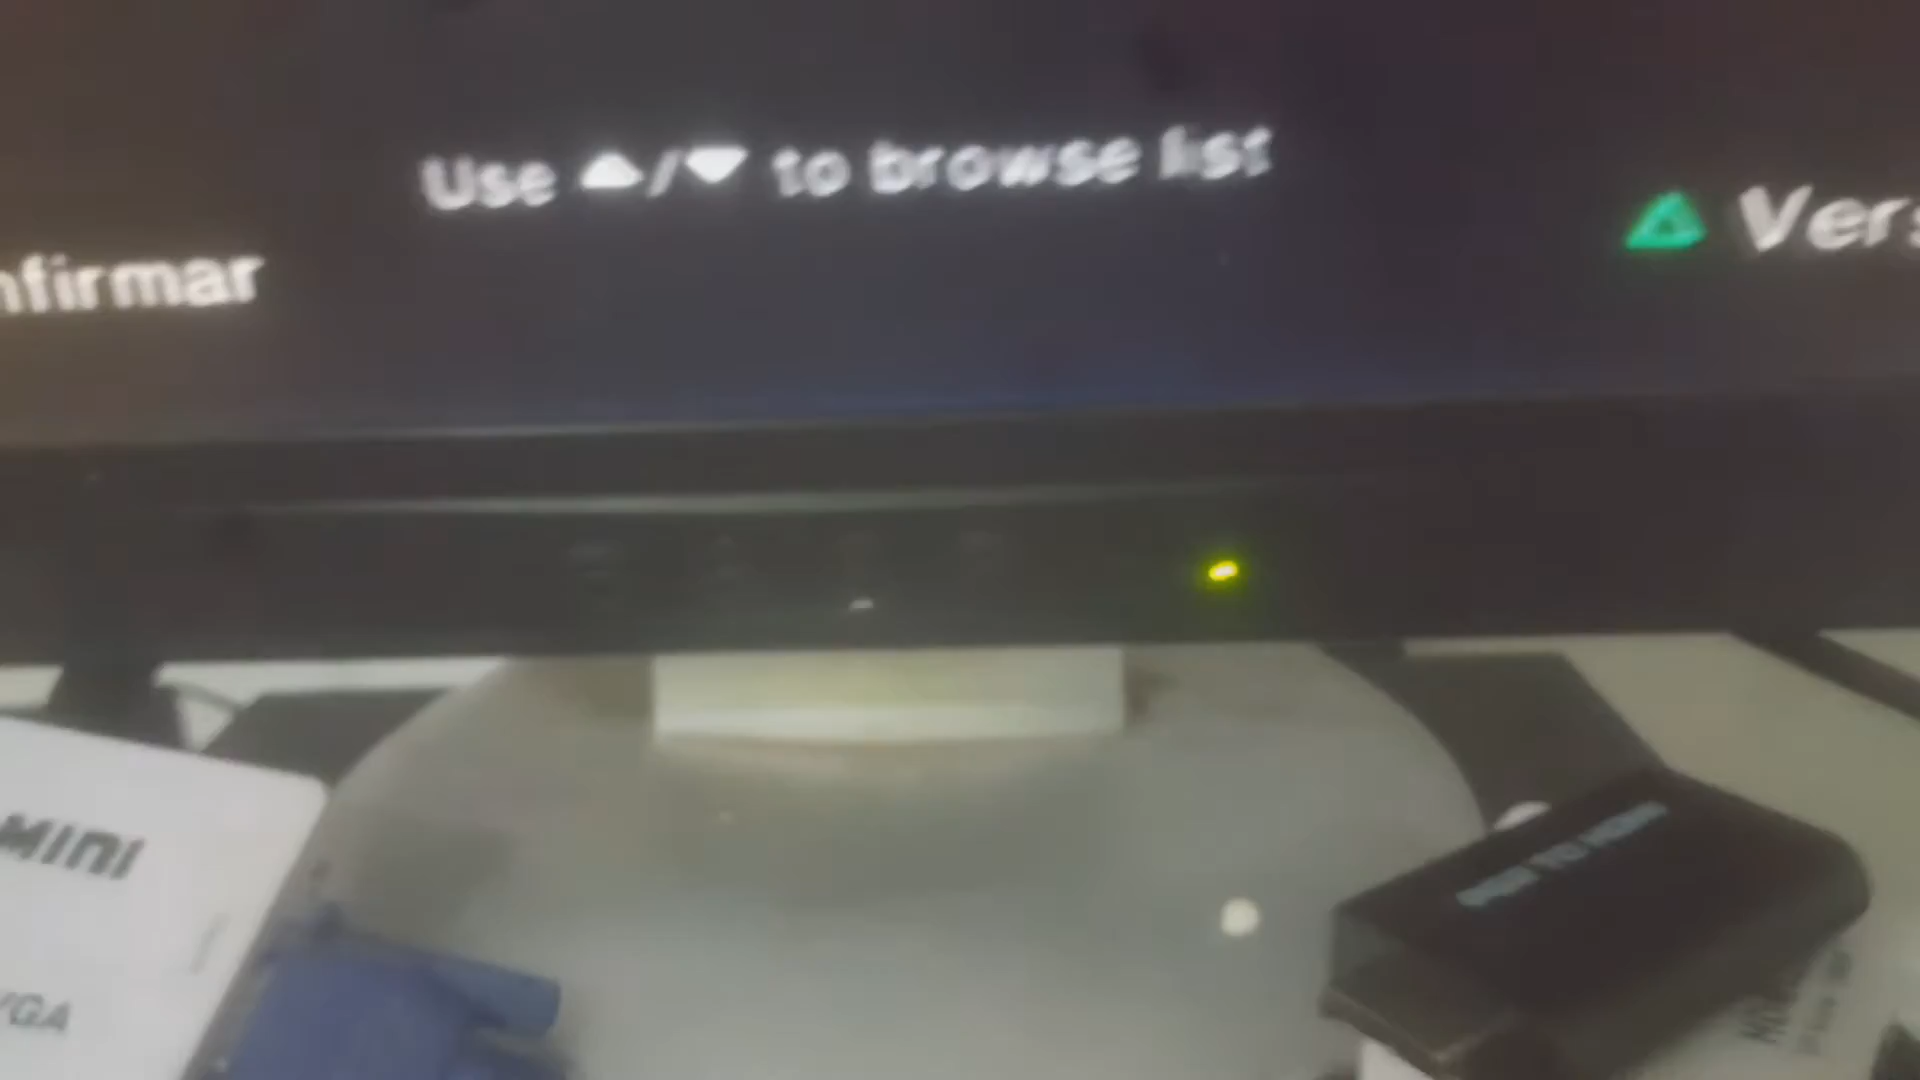 Use ▲/▼ to browse list
nfirmar
Vers
MINI
VGA